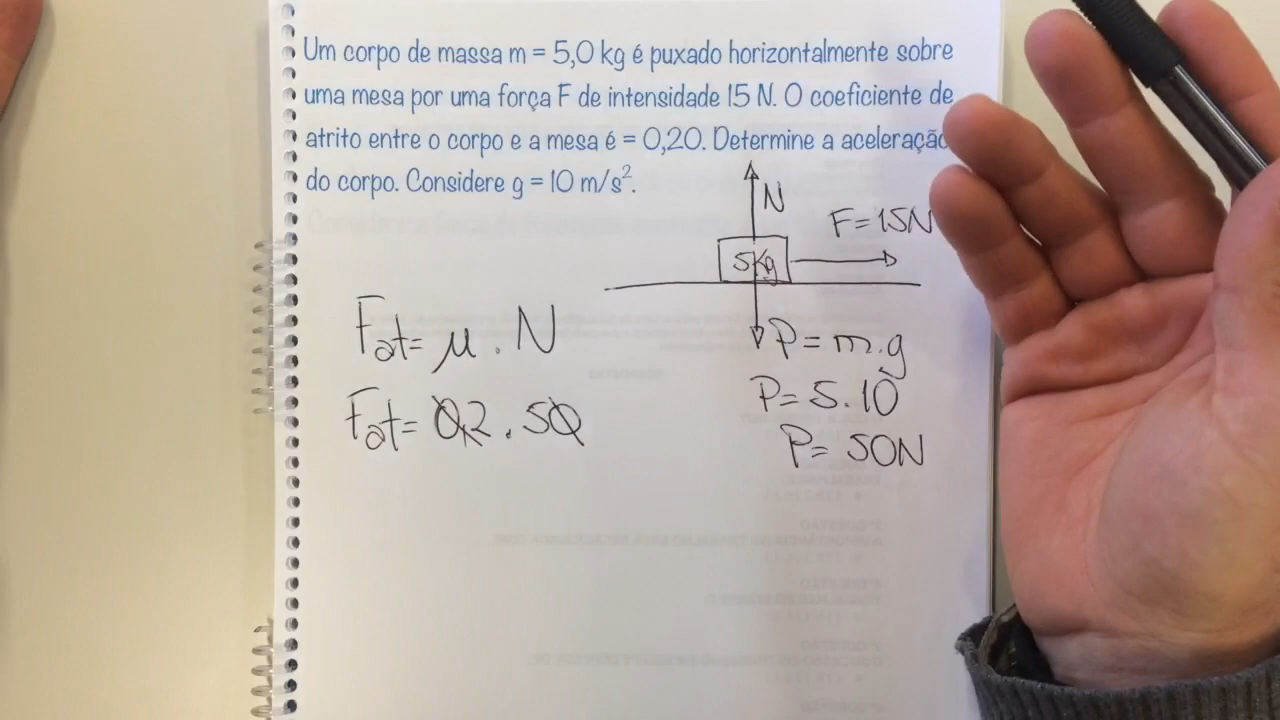 Um corpo de massa m = 5,0 kg é puxado horizontalmente sobre
uma mesa por uma força F de intensidade 15 N. O coeficiente de
atrito entre o corpo e a mesa é = 0,20. Determine a aceleração
do corpo. Considere g = 10 m/s².
N
F=15N
5Kg
Fat= μ . N
P= m.g
Fat= 0,2 . 50
P= 5.10
P= 50N